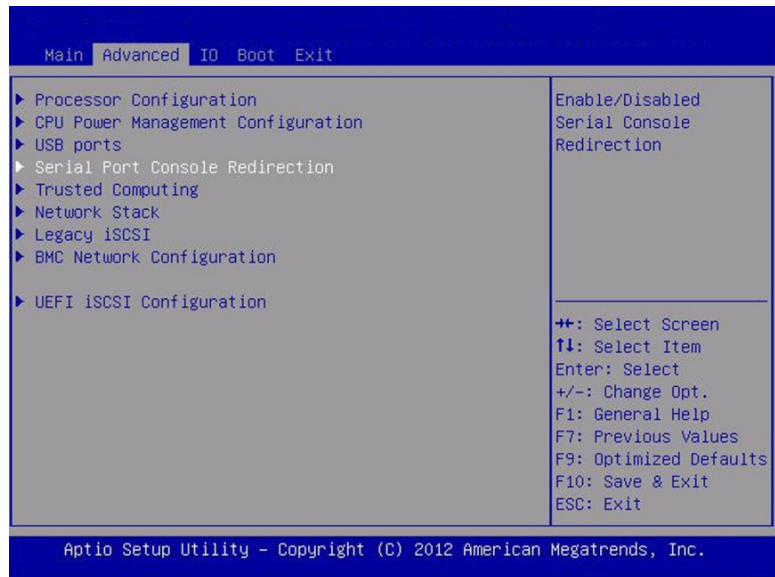 Main Advanced IO Boot Exit
▶ Processor Configuration
▶ CPU Power Management Configuration
▶ USB ports
▶ Serial Port Console Redirection
▶ Trusted Computing
▶ Network Stack
▶ Legacy iSCSI
▶ BMC Network Configuration
▶ UEFI iSCSI Configuration
Enable/Disabled
Serial Console
Redirection
→←: Select Screen
↑↓: Select Item
Enter: Select
+/-: Change Opt.
F1: General Help
F7: Previous Values
F9: Optimized Defaults
F10: Save & Exit
ESC: Exit
Aptio Setup Utility - Copyright (C) 2012 American Megatrends, Inc.